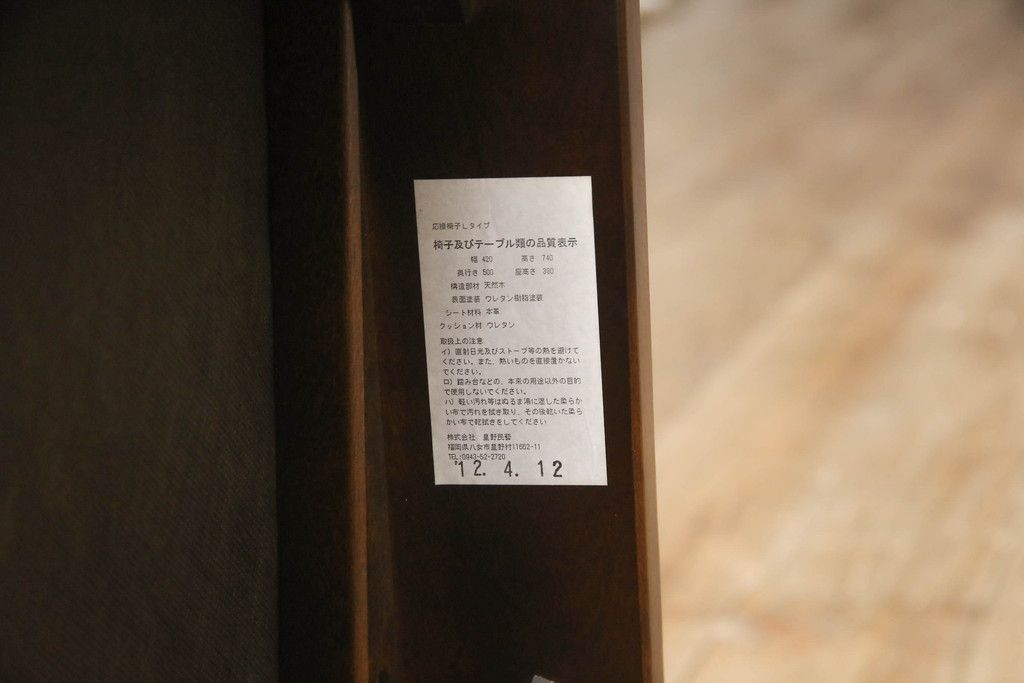 応接椅子Lタイプ
椅子及びテーブル類の品質表示
幅 420 高さ 740
奥行き 500 座高さ 390
構造部材 天然木
表面塗装 ウレタン樹脂塗装
シート材料 本革
クッション材 ウレタン
取扱上の注意
イ) 直射日光及びストーブ等の熱を避けて
ください。また、熱いものを直接置かない
でください。
ロ) 踏み台などの、本来の用途以外の目的
で使用しないでください。
ハ) 軽い汚れ等はぬるま湯に浸した柔らか
い布で汚れを拭き取り、その後乾いた柔ら
かい布で乾拭きをしてください
株式会社 星野民藝
福岡県八女市星野村11662-11
TEL:0943-52-2720
'12. 4. 12